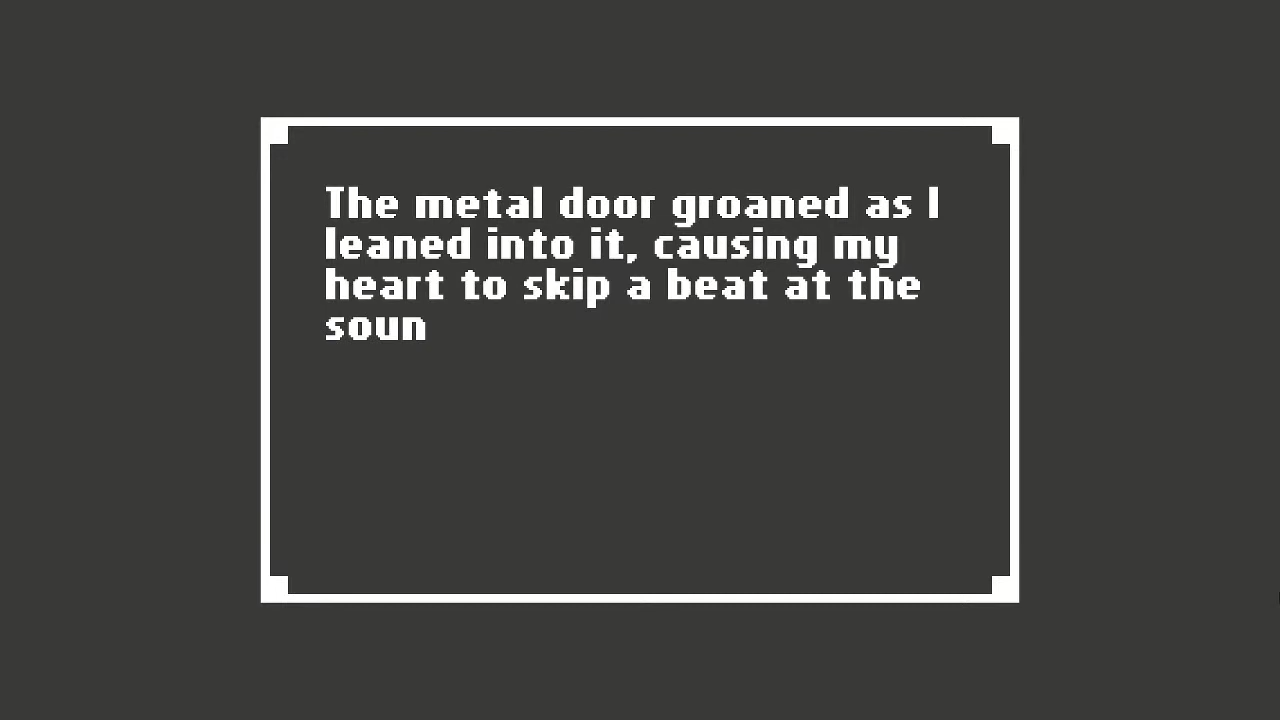 The metal door groaned as I
leaned into it, causing my
heart to skip a beat at the
soun